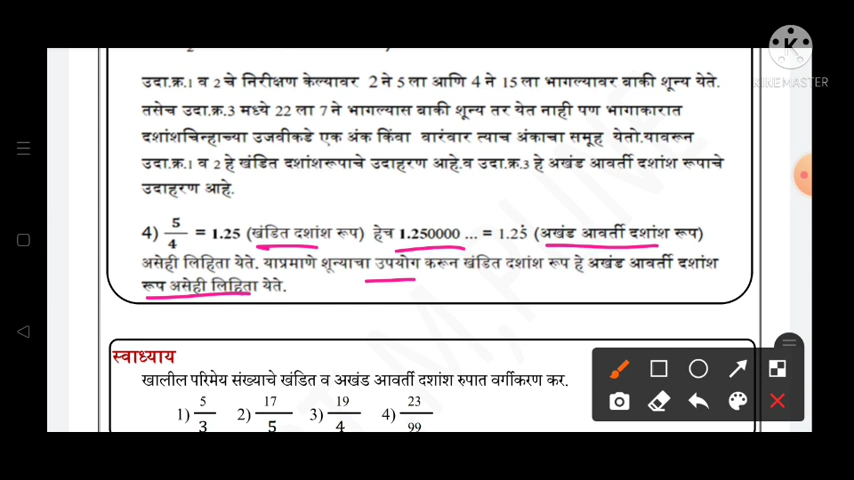 K
KINEMASTER
उदा.क्र.1 व 2 चे निरीक्षण केल्यावर 2 ने 5 ला आणि 4 ने 15 ला भागल्यावर बाकी शून्य येते.
तसेच उदा.क्र.3 मध्ये 22 ला 7 ने भागल्यास बाकी शून्य तर येत नाही पण भागाकारात
दशांशचिन्हाच्या उजवीकडे एक अंक किंवा वारंवार त्याच अंकाचा समूह येतो.यावरून
उदा.क्र.1 व 2 हे खंडित दशांशरूपाचे उदाहरण आहे.व उदा.क्र.3 हे अखंड आवर्ती दशांश रूपाचे
उदाहरण आहे.
4) 5/4 = 1.25 (खंडित दशांश रूप) हेच 1.250000 ... = 1.25̇ (अखंड आवर्ती दशांश रूप)
असेही लिहिता येते. याप्रमाणे शून्याचा उपयोग करून खंडित दशांश रूप हे अखंड आवर्ती दशांश
रूप असेही लिहिता येते.
स्वाध्याय
खालील परिमेय संख्याचे खंडित व अखंड आवर्ती दशांश रुपात वर्गीकरण कर.
1) 5/3 2) 17/5 3) 19/4 4) 23/99